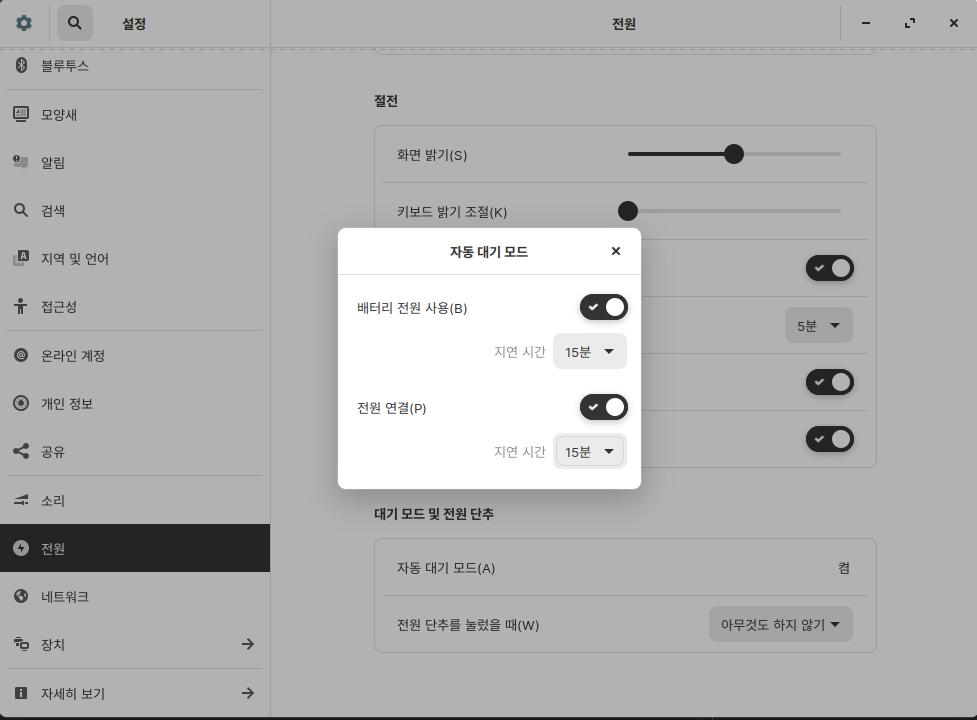 설정
전원
블루투스
모양새
알림
검색
지역 및 언어
접근성
온라인 계정
개인 정보
공유
소리
전원
네트워크
장치
자세히 보기
절전
화면 밝기(S)
키보드 밝기 조절(K)
5분
자동 대기 모드
배터리 전원 사용(B)
지연 시간 15분
전원 연결(P)
지연 시간 15분
대기 모드 및 전원 단추
자동 대기 모드(A) 켬
전원 단추를 눌렀을 때(W) 아무것도 하지 않기